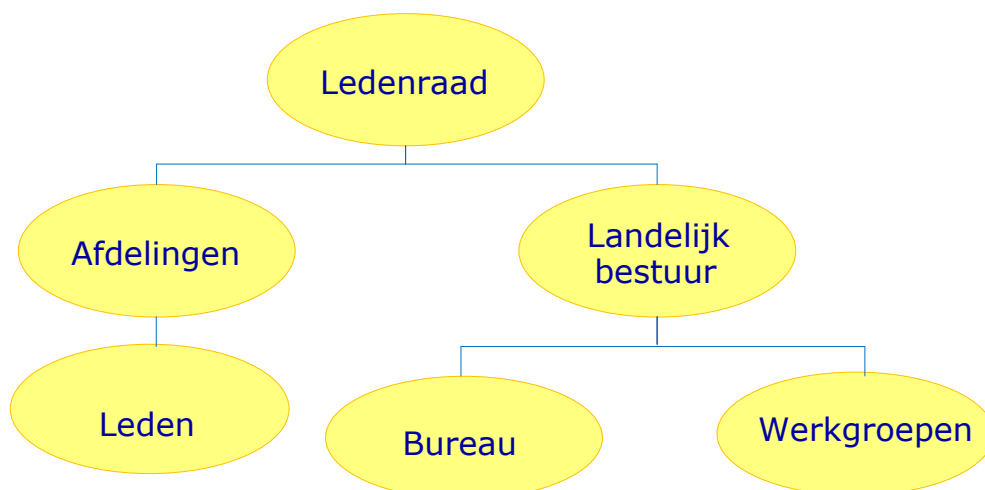 Ledenraad
Afdelingen
Landelijk
bestuur
Leden
Bureau
Werkgroepen